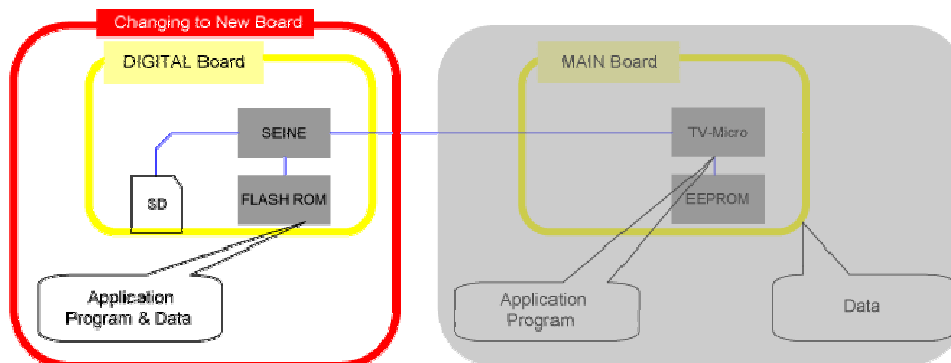 Changing to New Board
DIGITAL Board
SEINE
FLASH ROM
SD
Application
Program & Data
MAIN Board
TV-Micro
EEPROM
Application
Program
Data